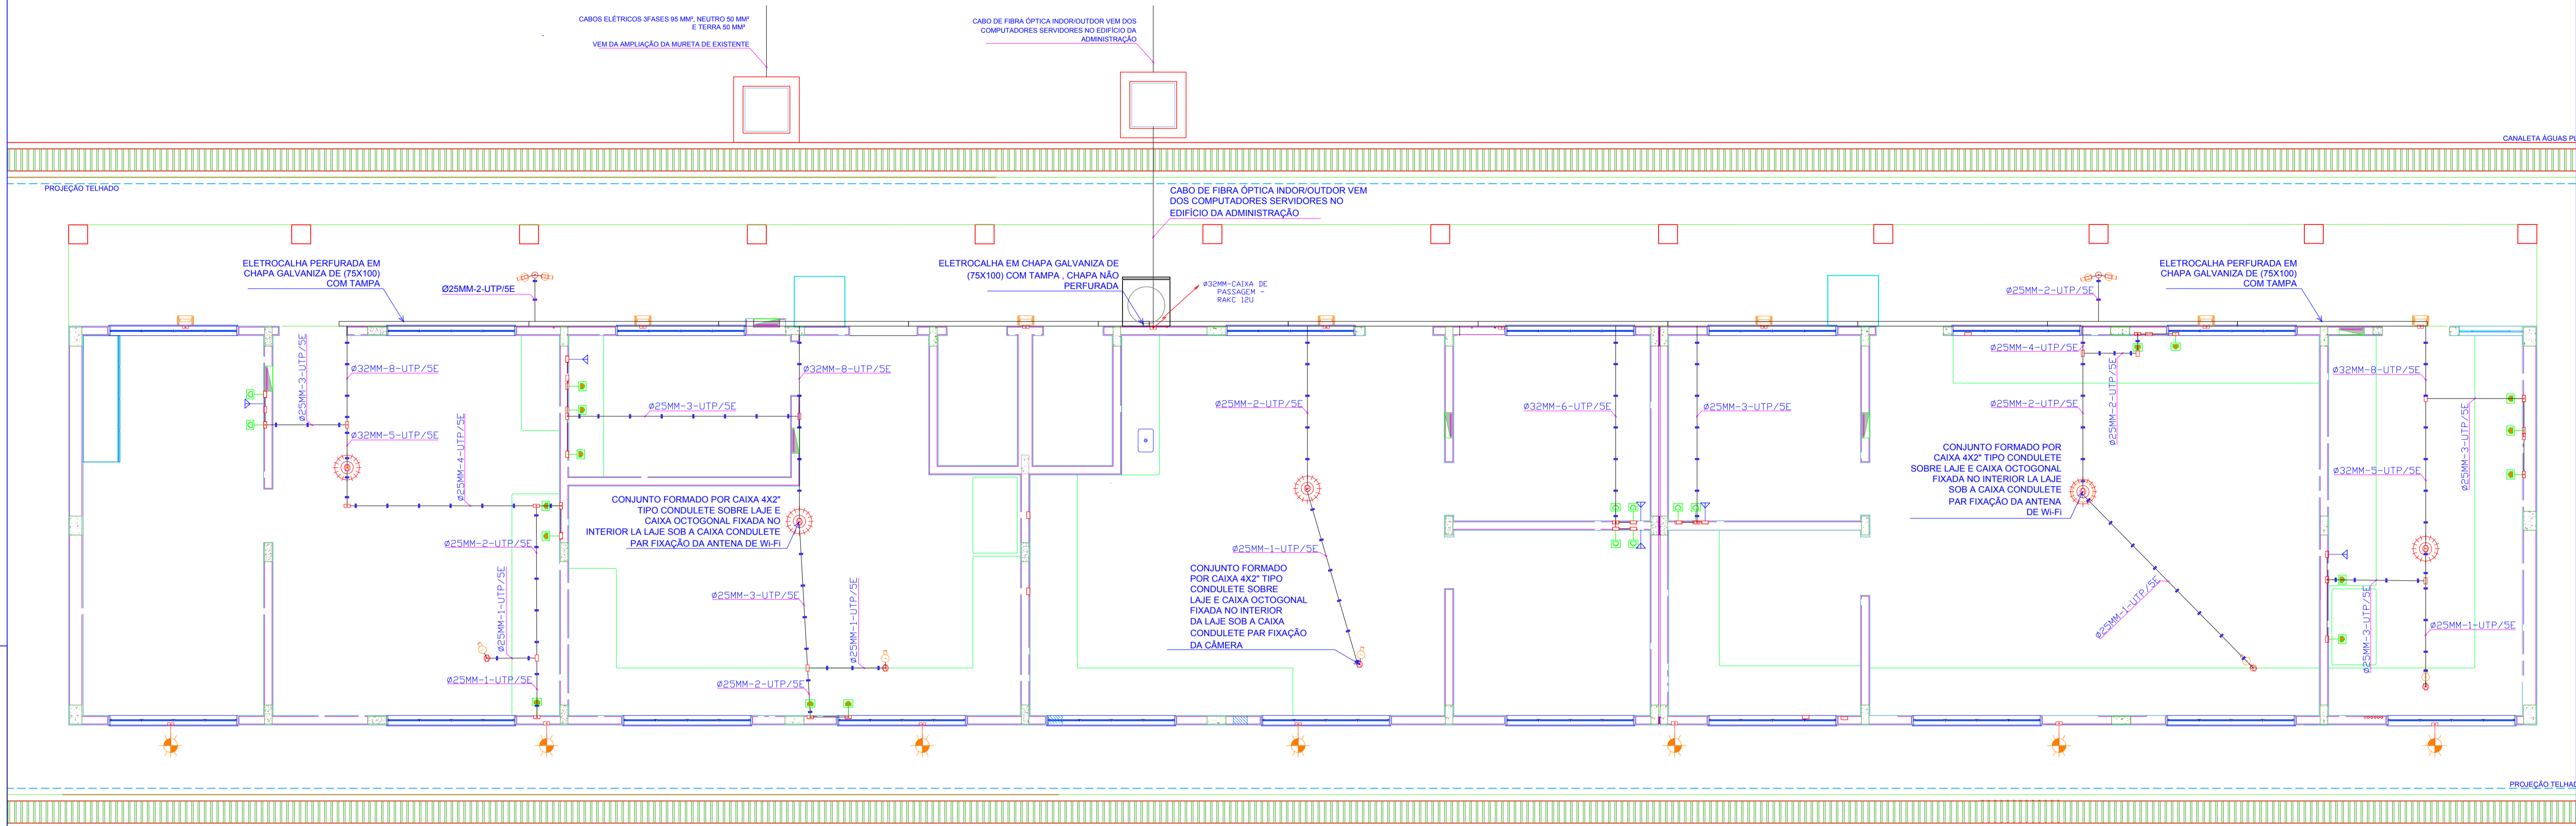 CABOS ELÉTRICOS 3FASES 95 MM², NEUTRO 50 MM²
E TERRA 50 MM²
VEM DA AMPLIAÇÃO DA MURETA DE EXISTENTE
CABO DE FIBRA ÓPTICA INDOR/OUTDOR VEM DOS
COMPUTADORES SERVIDORES NO EDIFÍCIO DA
ADMINISTRAÇÃO
CANALETA ÁGUAS PL
PROJEÇÃO TELHADO
CABO DE FIBRA ÓPTICA INDOR/OUTDOR VEM
DOS COMPUTADORES SERVIDORES NO
EDIFÍCIO DA ADMINISTRAÇÃO
ELETROCALHA PERFURADA EM
CHAPA GALVANIZA DE (75X100)
COM TAMPA
Ø25MM-2-UTP/5E
ELETROCALHA EM CHAPA GALVANIZA DE
(75X100) COM TAMPA , CHAPA NÃO
PERFURADA
Ø32MM-CAIXA DE
PASSAGEM -
RAKC 12U
Ø25MM-2-UTP/5E
ELETROCALHA PERFURADA EM
CHAPA GALVANIZA DE (75X100)
COM TAMPA
Ø25MM-3-UTP/5E
Ø32MM-8-UTP/5E
Ø32MM-5-UTP/5E
Ø25MM-4-UTP/5E
Ø25MM-3-UTP/5E
Ø32MM-8-UTP/5E
Ø25MM-2-UTP/5E
Ø32MM-6-UTP/5E
Ø25MM-3-UTP/5E
Ø25MM-4-UTP/5E
Ø25MM-2-UTP/5E
Ø25MM-2-UTP/5E
Ø32MM-8-UTP/5E
Ø25MM-3-UTP/5E
Ø32MM-5-UTP/5E
CONJUNTO FORMADO POR CAIXA 4X2"
TIPO CONDULETE SOBRE LAJE E
CAIXA OCTOGONAL FIXADA NO
INTERIOR LA LAJE SOB A CAIXA CONDULETE
PAR FIXAÇÃO DA ANTENA DE Wi-Fi
CONJUNTO FORMADO POR
CAIXA 4X2" TIPO CONDULETE
SOBRE LAJE E CAIXA OCTOGONAL
FIXADA NO INTERIOR LA LAJE
SOB A CAIXA CONDULETE
PAR FIXAÇÃO DA ANTENA
DE Wi-Fi
Ø25MM-2-UTP/5E
Ø25MM-1-UTP/5E
Ø25MM-1-UTP/5E
Ø25MM-3-UTP/5E
Ø25MM-1-UTP/5E
Ø25MM-2-UTP/5E
Ø25MM-1-UTP/5E
CONJUNTO FORMADO
POR CAIXA 4X2" TIPO
CONDULETE SOBRE
LAJE E CAIXA OCTOGONAL
FIXADA NO INTERIOR
DA LAJE SOB A CAIXA
CONDULETE PAR FIXAÇÃO
DA CÂMERA
Ø25MM-1-UTP/5E
Ø25MM-3-UTP/5E
Ø25MM-1-UTP/5E
PROJEÇÃO TELHAD